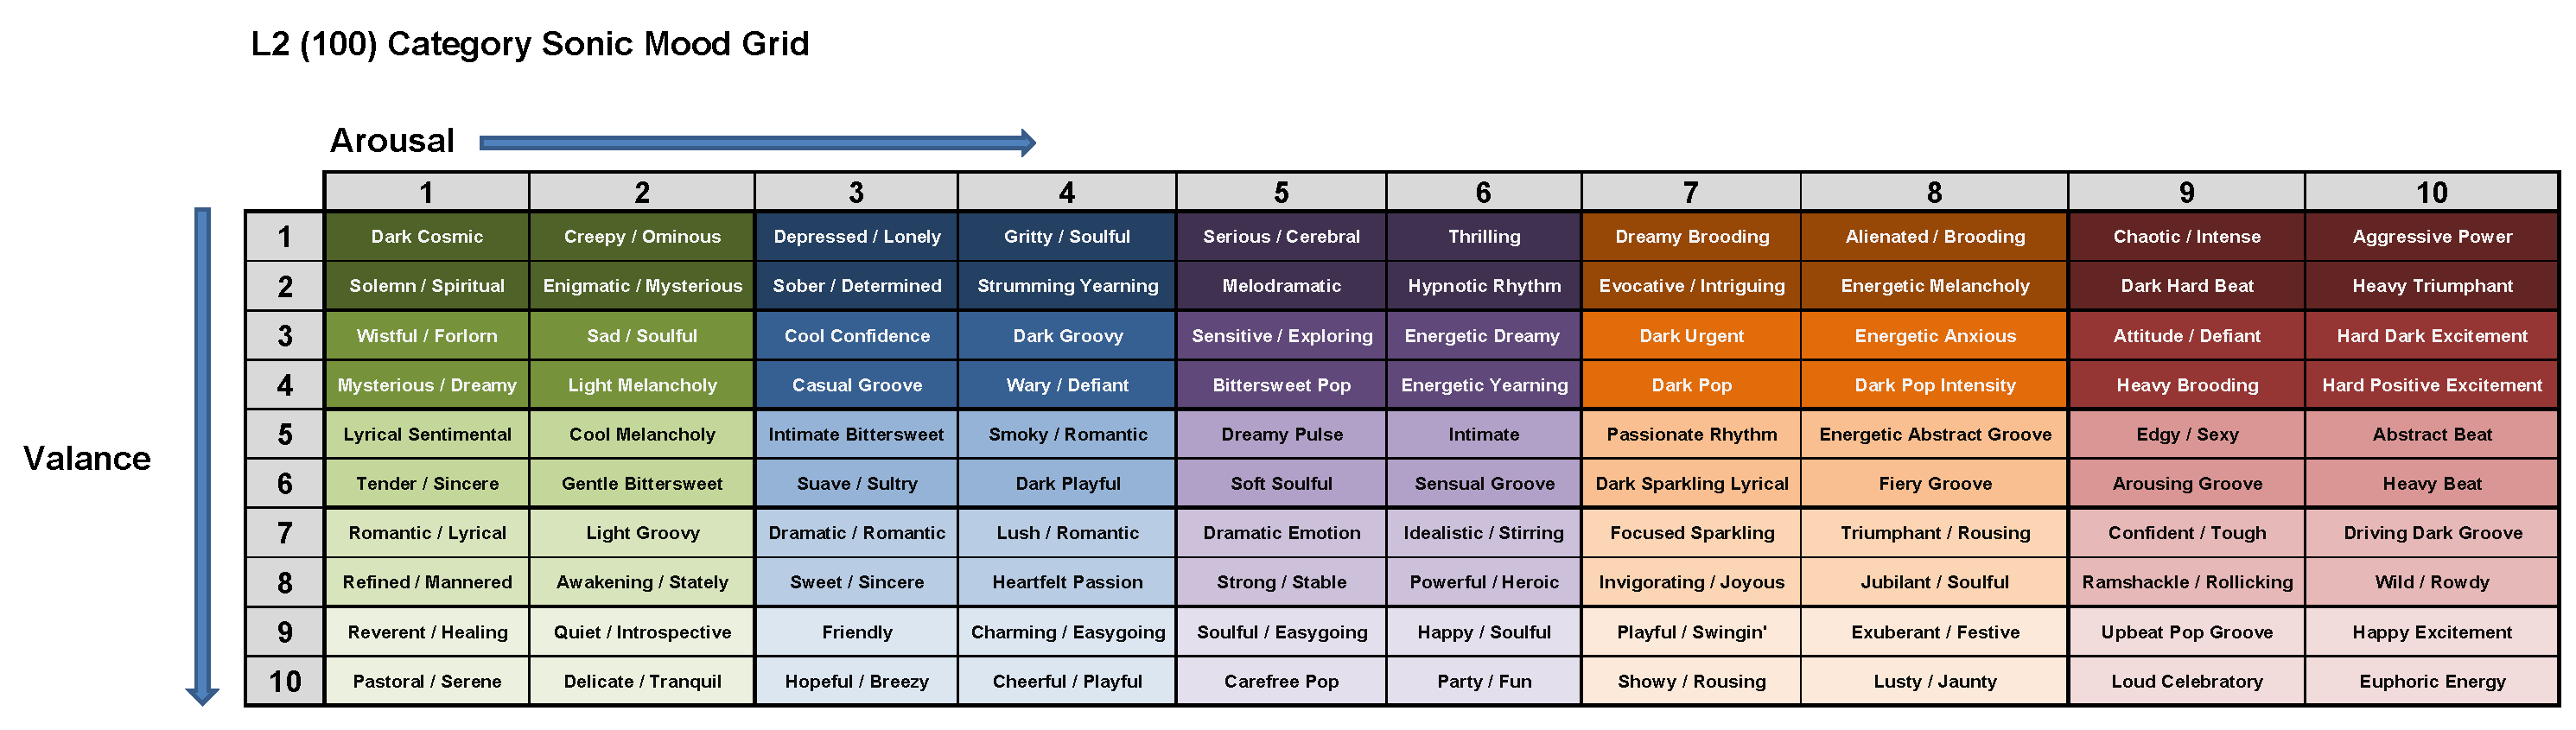 L2 (100) Category Sonic Mood Grid
Arousal
1 2 3 4 5 6 7 8 9 10
1 Dark Cosmic Creepy / Ominous Depressed / Lonely Gritty / Soulful Serious / Cerebral Thrilling Dreamy Brooding Alienated / Brooding Chaotic / Intense Aggressive Power
2 Solemn / Spiritual Enigmatic / Mysterious Sober / Determined Strumming Yearning Melodramatic Hypnotic Rhythm Evocative / Intriguing Energetic Melancholy Dark Hard Beat Heavy Triumphant
3 Wistful / Forlorn Sad / Soulful Cool Confidence Dark Groovy Sensitive / Exploring Energetic Dreamy Dark Urgent Energetic Anxious Attitude / Defiant Hard Dark Excitement
4 Mysterious / Dreamy Light Melancholy Casual Groove Wary / Defiant Bittersweet Pop Energetic Yearning Dark Pop Dark Pop Intensity Heavy Brooding Hard Positive Excitement
5 Lyrical Sentimental Cool Melancholy Intimate Bittersweet Smoky / Romantic Dreamy Pulse Intimate Passionate Rhythm Energetic Abstract Groove Edgy / Sexy Abstract Beat
Valance
6 Tender / Sincere Gentle Bittersweet Suave / Sultry Dark Playful Soft Soulful Sensual Groove Dark Sparkling Lyrical Fiery Groove Arousing Groove Heavy Beat
7 Romantic / Lyrical Light Groovy Dramatic / Romantic Lush / Romantic Dramatic Emotion Idealistic / Stirring Focused Sparkling Triumphant / Rousing Confident / Tough Driving Dark Groove
8 Refined / Mannered Awakening / Stately Sweet / Sincere Heartfelt Passion Strong / Stable Powerful / Heroic Invigorating / Joyous Jubilant / Soulful Ramshackle / Rollicking Wild / Rowdy
9 Reverent / Healing Quiet / Introspective Friendly Charming / Easygoing Soulful / Easygoing Happy / Soulful Playful / Swingin' Exuberant / Festive Upbeat Pop Groove Happy Excitement
10 Pastoral / Serene Delicate / Tranquil Hopeful / Breezy Cheerful / Playful Carefree Pop Party / Fun Showy / Rousing Lusty / Jaunty Loud Celebratory Euphoric Energy